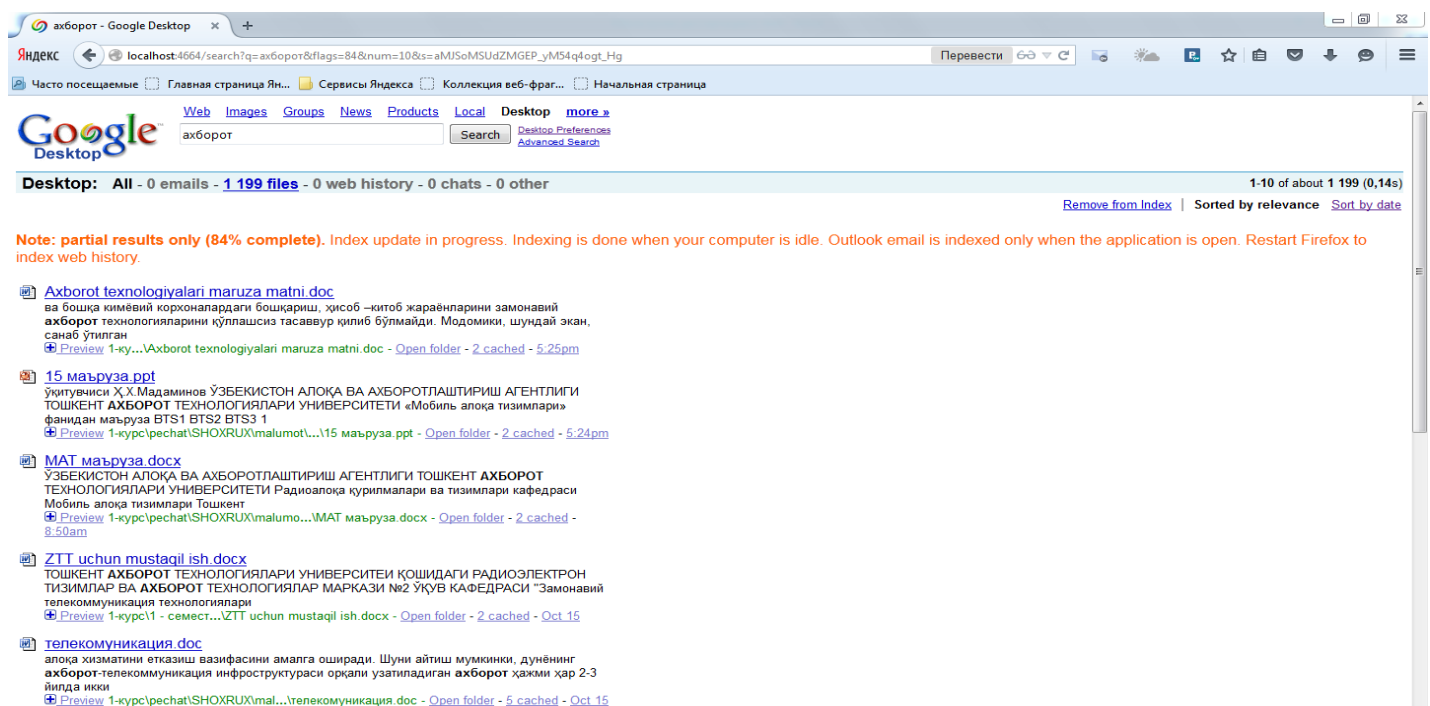 ахборот - Google Desktop × +
Яндекс localhost:4664/search?q=ахборот&flags=84&num=10&s=aMJSoMSUdZMGEP_yM54q4ogt_Hg Перевести
Часто посещаемые Главная страница Ян... Сервисы Яндекса Коллекция веб-фраг... Начальная страница
Web Images Groups News Products Local Desktop more »
Google Desktop
ахборот Search Desktop Preferences
Advanced Search
Desktop: All - 0 emails - 1 199 files - 0 web history - 0 chats - 0 other 1-10 of about 1 199 (0,14s)
Remove from Index | Sorted by relevance Sort by date
Note: partial results only (84% complete). Index update in progress. Indexing is done when your computer is idle. Outlook email is indexed only when the application is open. Restart Firefox to
index web history.
Axborot texnologiyalari maruza matni.doc
ва бошқа кимёвий корхоналардаги бошқариш, ҳисоб –китоб жараёнларини замонавий
ахборот технологияларини қўллашсиз тасаввур қилиб бўлмайди. Модомики, шундай экан,
санаб ўтилган
Preview 1-ку...\Axborot texnologiyalari maruza matni.doc - Open folder - 2 cached - 5:25pm
15 маъруза.ppt
ўқитувчиси Ҳ.Х.Мадаминов ЎЗБЕКИСТОН АЛОҚА ВА АХБОРОТЛАШТИРИШ АГЕНТЛИГИ
ТОШКЕНТ АХБОРОТ ТЕХНОЛОГИЯЛАРИ УНИВЕРСИТЕТИ «Мобиль алоқа тизимлари»
фанидан маъруза BTS1 BTS2 BTS3 1
Preview 1-курс\pechat\SHOXRUX\malumot\...\15 маъруза.ppt - Open folder - 2 cached - 5:24pm
МАТ маъруза.docx
ЎЗБЕКИСТОН АЛОҚА ВА АХБОРОТЛАШТИРИШ АГЕНТЛИГИ ТОШКЕНТ АХБОРОТ
ТЕХНОЛОГИЯЛАРИ УНИВЕРСИТЕТИ Радиоалоқа қурилмалари ва тизимлари кафедраси
Мобиль алоқа тизимлари Тошкент
Preview 1-курс\pechat\SHOXRUX\malumo...\МАТ маъруза.docx - Open folder - 2 cached -
8:50am
ZTT uchun mustaqil ish.docx
ТОШКЕНТ АХБОРОТ ТЕХНОЛОГИЯЛАРИ УНИВЕРСИТЕИ ҚОШИДАГИ РАДИОЭЛЕКТРОН
ТИЗИМЛАР ВА АХБОРОТ ТЕХНОЛОГИЯЛАР МАРКАЗИ №2 ЎҚУВ КАФЕДРАСИ "Замонавий
телекоммуникация технологиялари
Preview 1-курс\1 - семест...\ZTT uchun mustaqil ish.docx - Open folder - 2 cached - Oct 15
телекомуникация.doc
алоқа хизматини етказиш вазифасини амалга оширади. Шуни айтиш мумкинки, дунёнинг
ахборот-телекоммуникация инфроструктураси орқали узатиладиган ахборот ҳажми ҳар 2-3
йилда икки
Preview 1-курс\pechat\SHOXRUX\mal...\телекомуникация.doc - Open folder - 5 cached - Oct 15